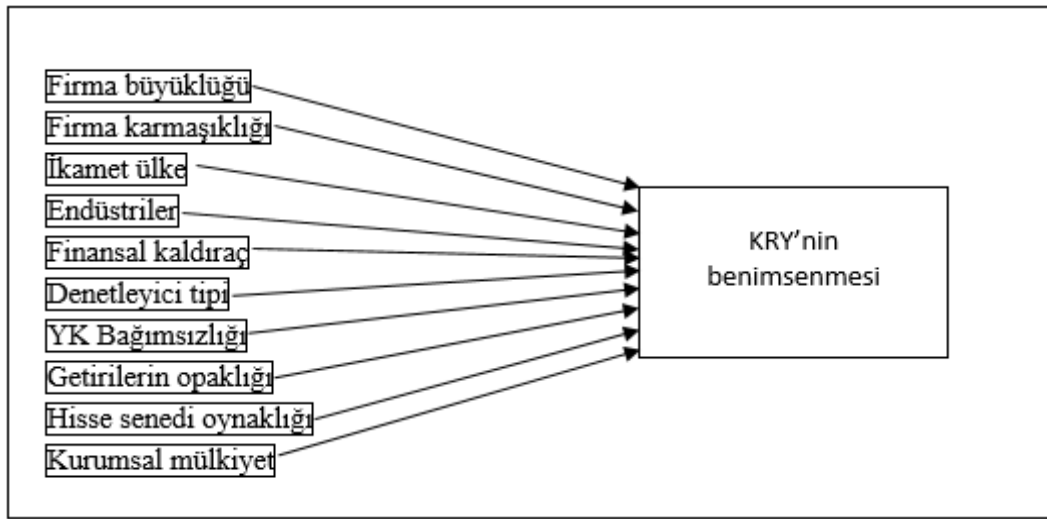 Firma büyüklüğü
Firma karmaşıklığı
İkamet ülke
Endüstriler
Finansal kaldıraç
Denetleyici tipi
YK Bağımsızlığı
Getirilerin opaklığı
Hisse senedi oynaklığı
Kurumsal mülkiyet
KRY'nin
benimsenmesi